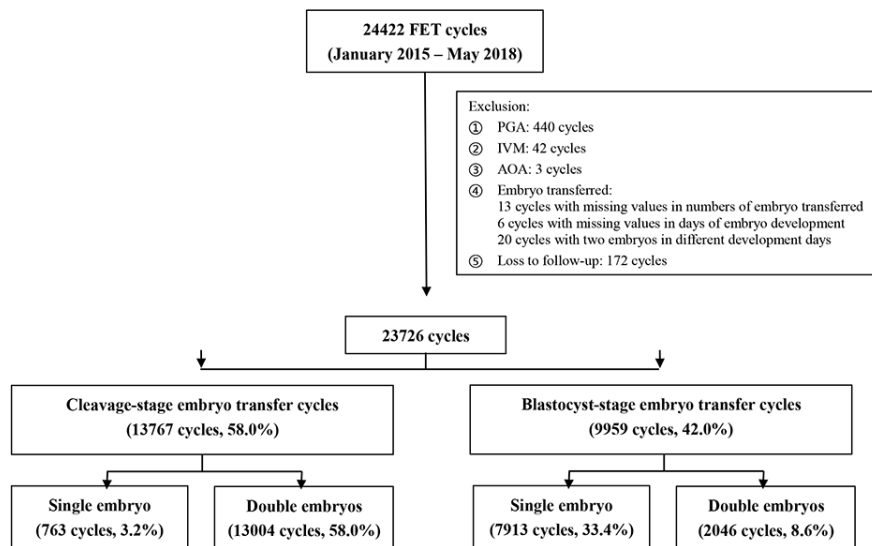 24422 FET cycles
(January 2015 – May 2018)
Exclusion:
① PGA: 440 cycles
② IVM: 42 cycles
③ AOA: 3 cycles
④ Embryo transferred:
13 cycles with missing values in numbers of embryo transferred
6 cycles with missing values in days of embryo development
20 cycles with two embryos in different development days
⑤ Loss to follow-up: 172 cycles
23726 cycles
Cleavage-stage embryo transfer cycles
(13767 cycles, 58.0%)
Blastocyst-stage embryo transfer cycles
(9959 cycles, 42.0%)
Single embryo
(763 cycles, 3.2%)
Double embryos
(13004 cycles, 58.0%)
Single embryo
(7913 cycles, 33.4%)
Double embryos
(2046 cycles, 8.6%)